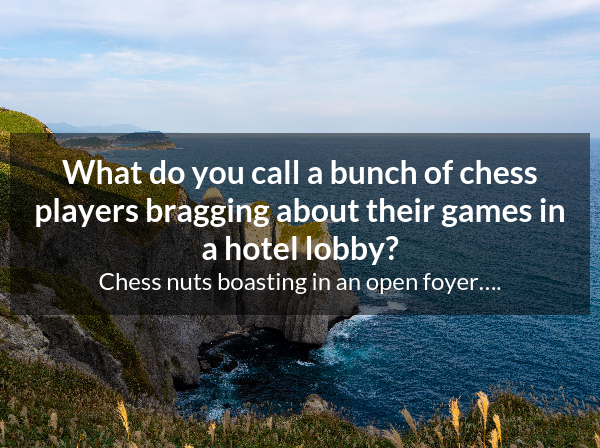 What do you call a bunch of chess
players bragging about their games in
a hotel lobby?
Chess nuts boasting in an open foyer....